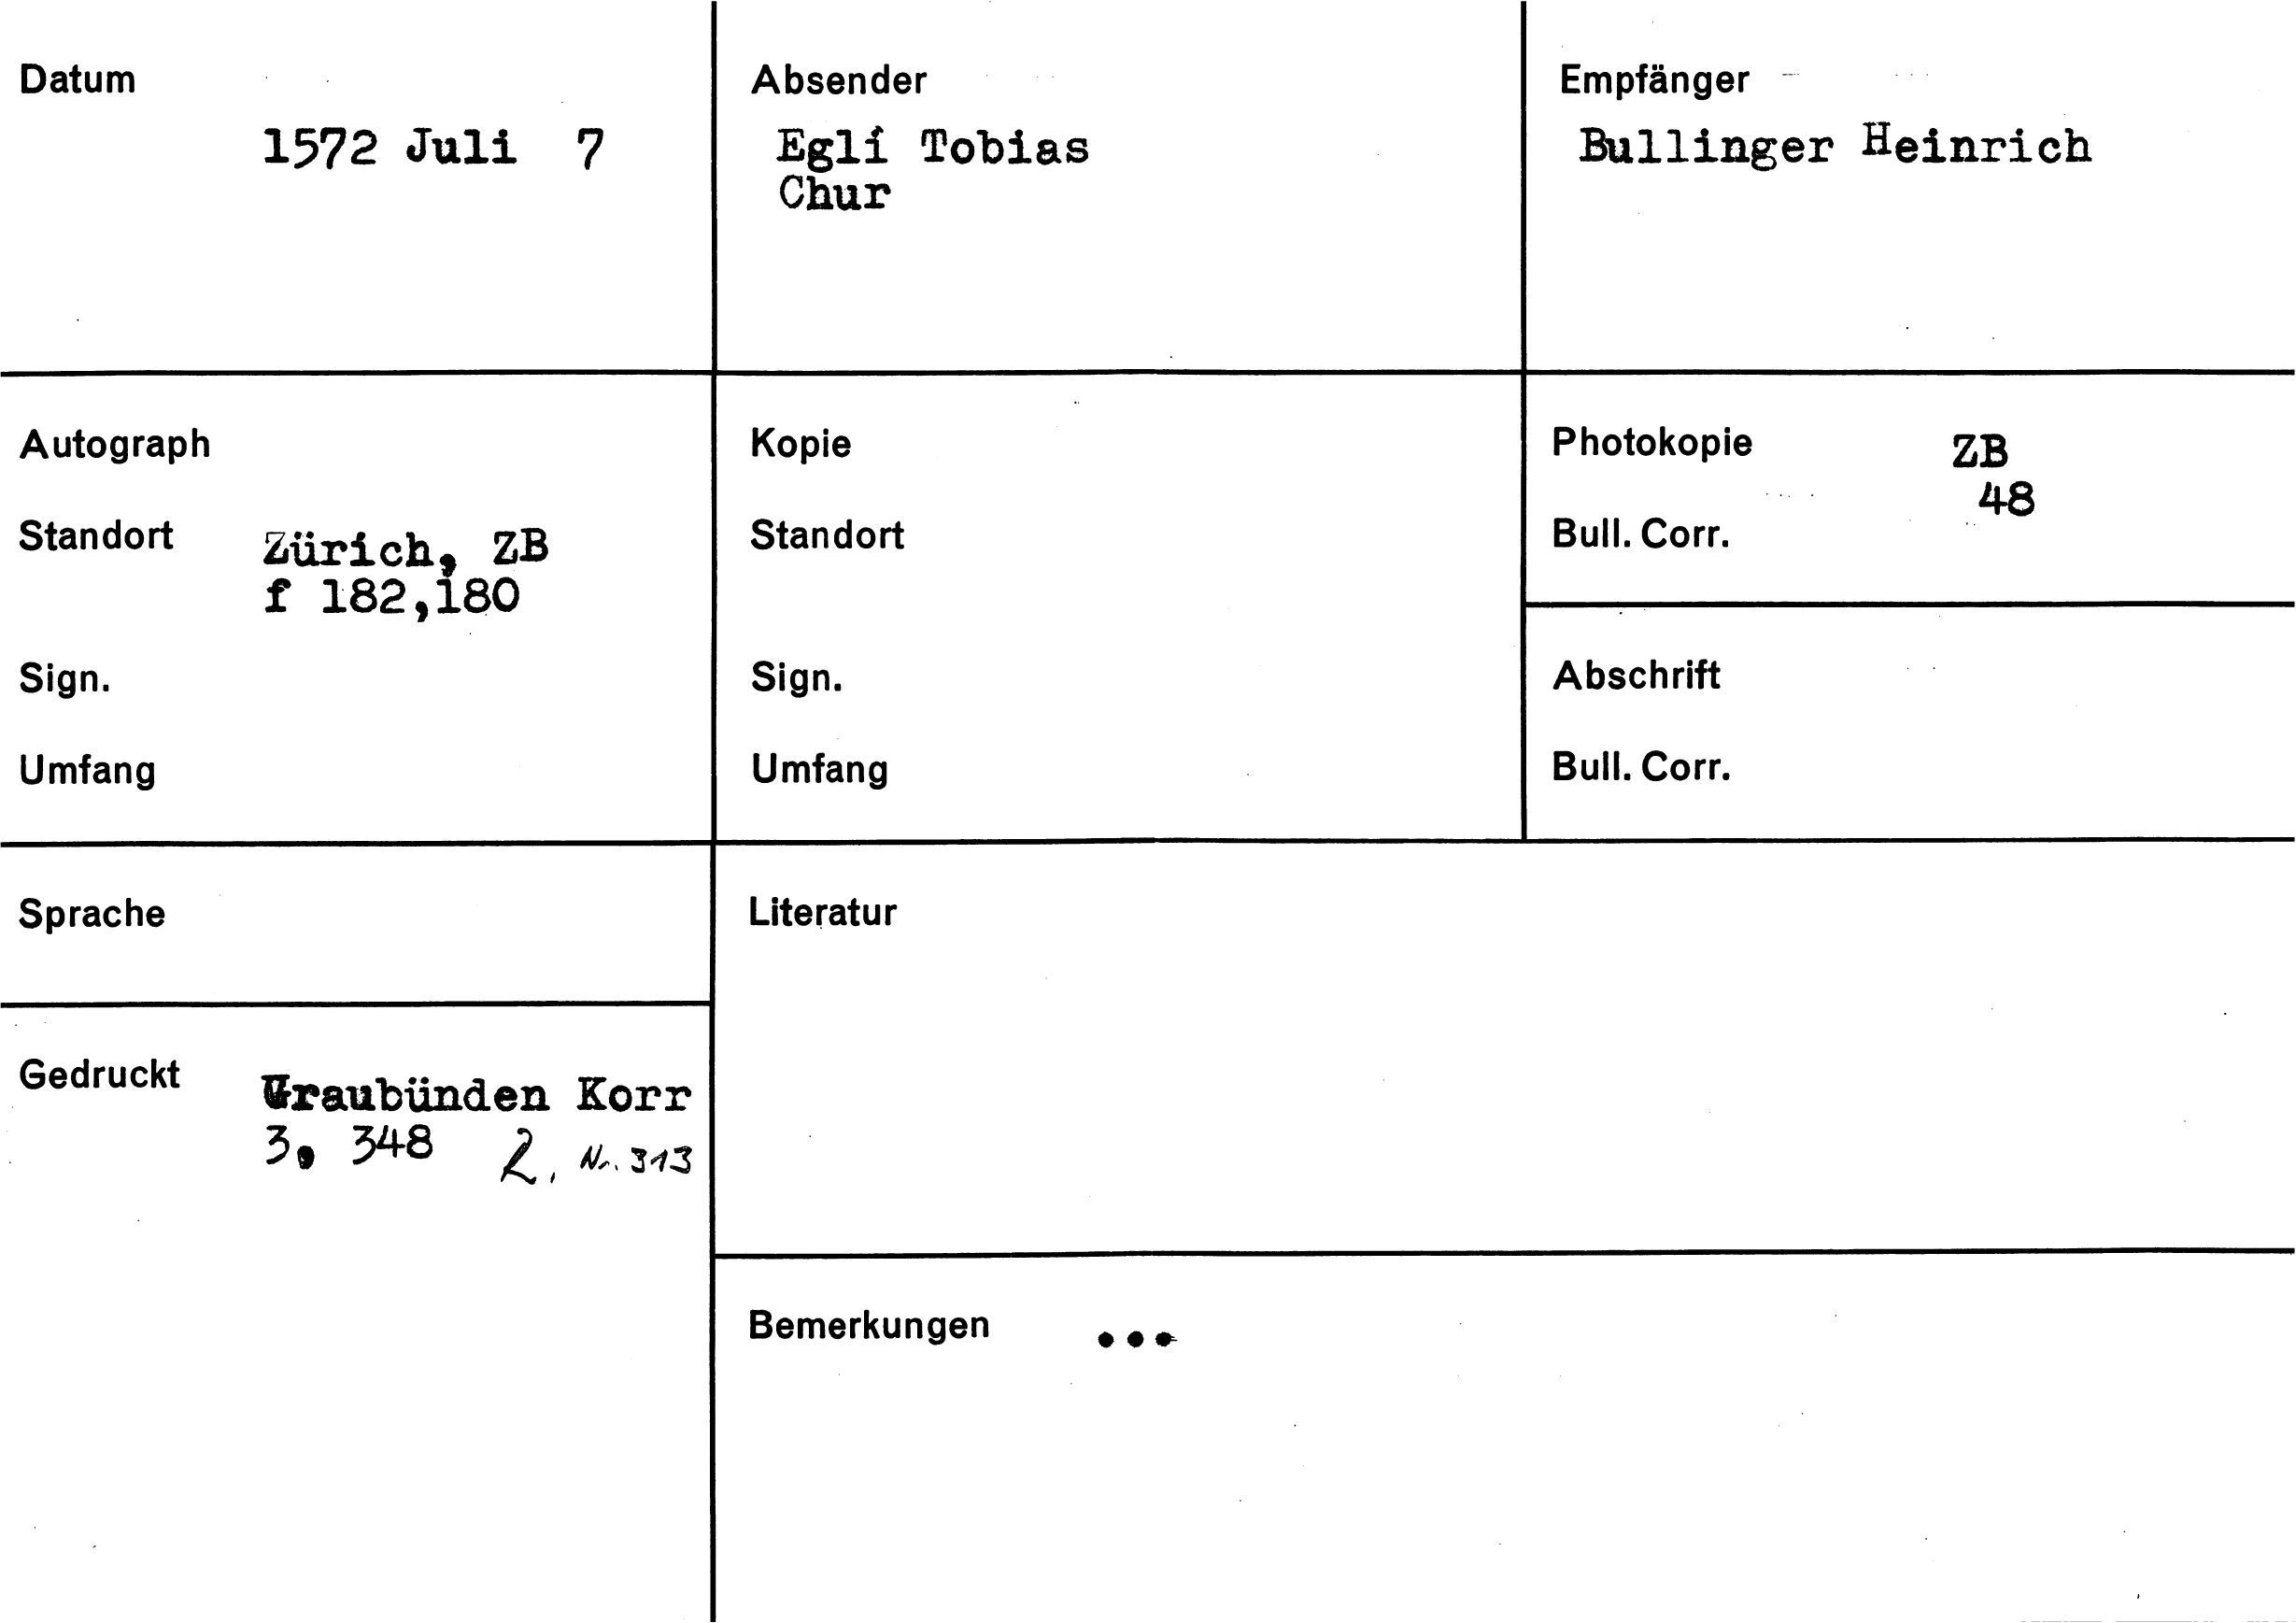 Datum
1572 Juli 7
Absender
Egli Tobias
Chur
Empfänger
Bullinger Heinrich
Autograph
Standort
Zürich, ZB
f 182,180
Sign.
Umfang
Kopie
Standort
Sign.
Umfang
Photokopie ZB
48
Bull. Corr.
Abschrift
Bull. Corr.
Sprache
Literatur
Gedruckt
Graubünden Korr
3, 348 2. Nr. 313
Bemerkungen ...